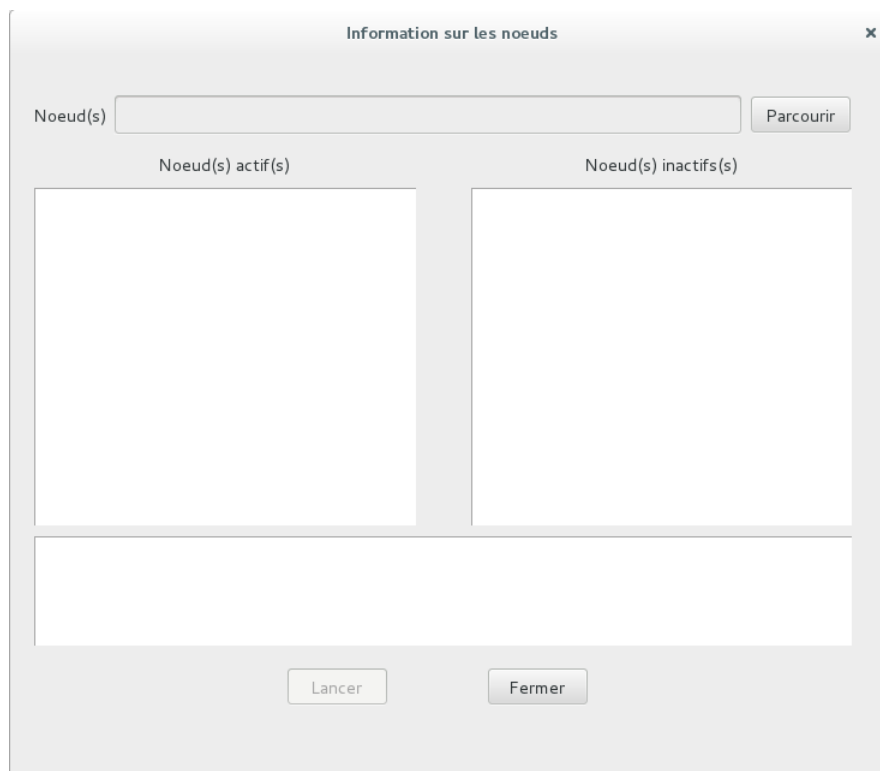 Information sur les noeuds
Noeud(s)
Parcourir
Noeud(s) actif(s)
Noeud(s) inactifs(s)
Lancer
Fermer